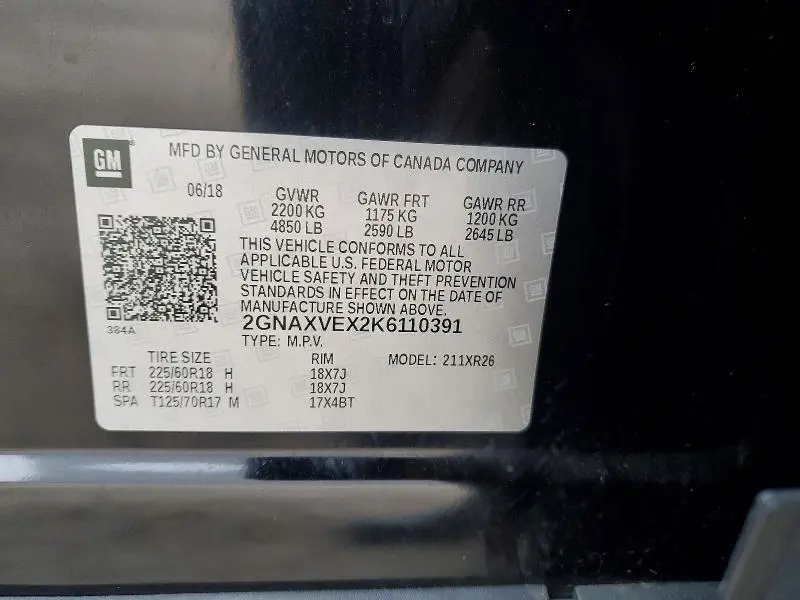 GM
MFD BY GENERAL MOTORS OF CANADA COMPANY
06/18 GVWR GAWR FRT GAWR RR
2200 KG 1175 KG 1200 KG
4850 LB 2590 LB 2645 LB
THIS VEHICLE CONFORMS TO ALL
APPLICABLE U.S. FEDERAL MOTOR
VEHICLE SAFETY AND THEFT PREVENTION
STANDARDS IN EFFECT ON THE DATE OF
MANUFACTURE SHOWN ABOVE.
384A
2GNAXVEX2K6110391
TYPE: M.P.V.
TIRE SIZE RIM MODEL: 211XR26
FRT 225/60R18 H 18X7J
RR 225/60R18 H 18X7J
SPA T125/70R17 M 17X4BT